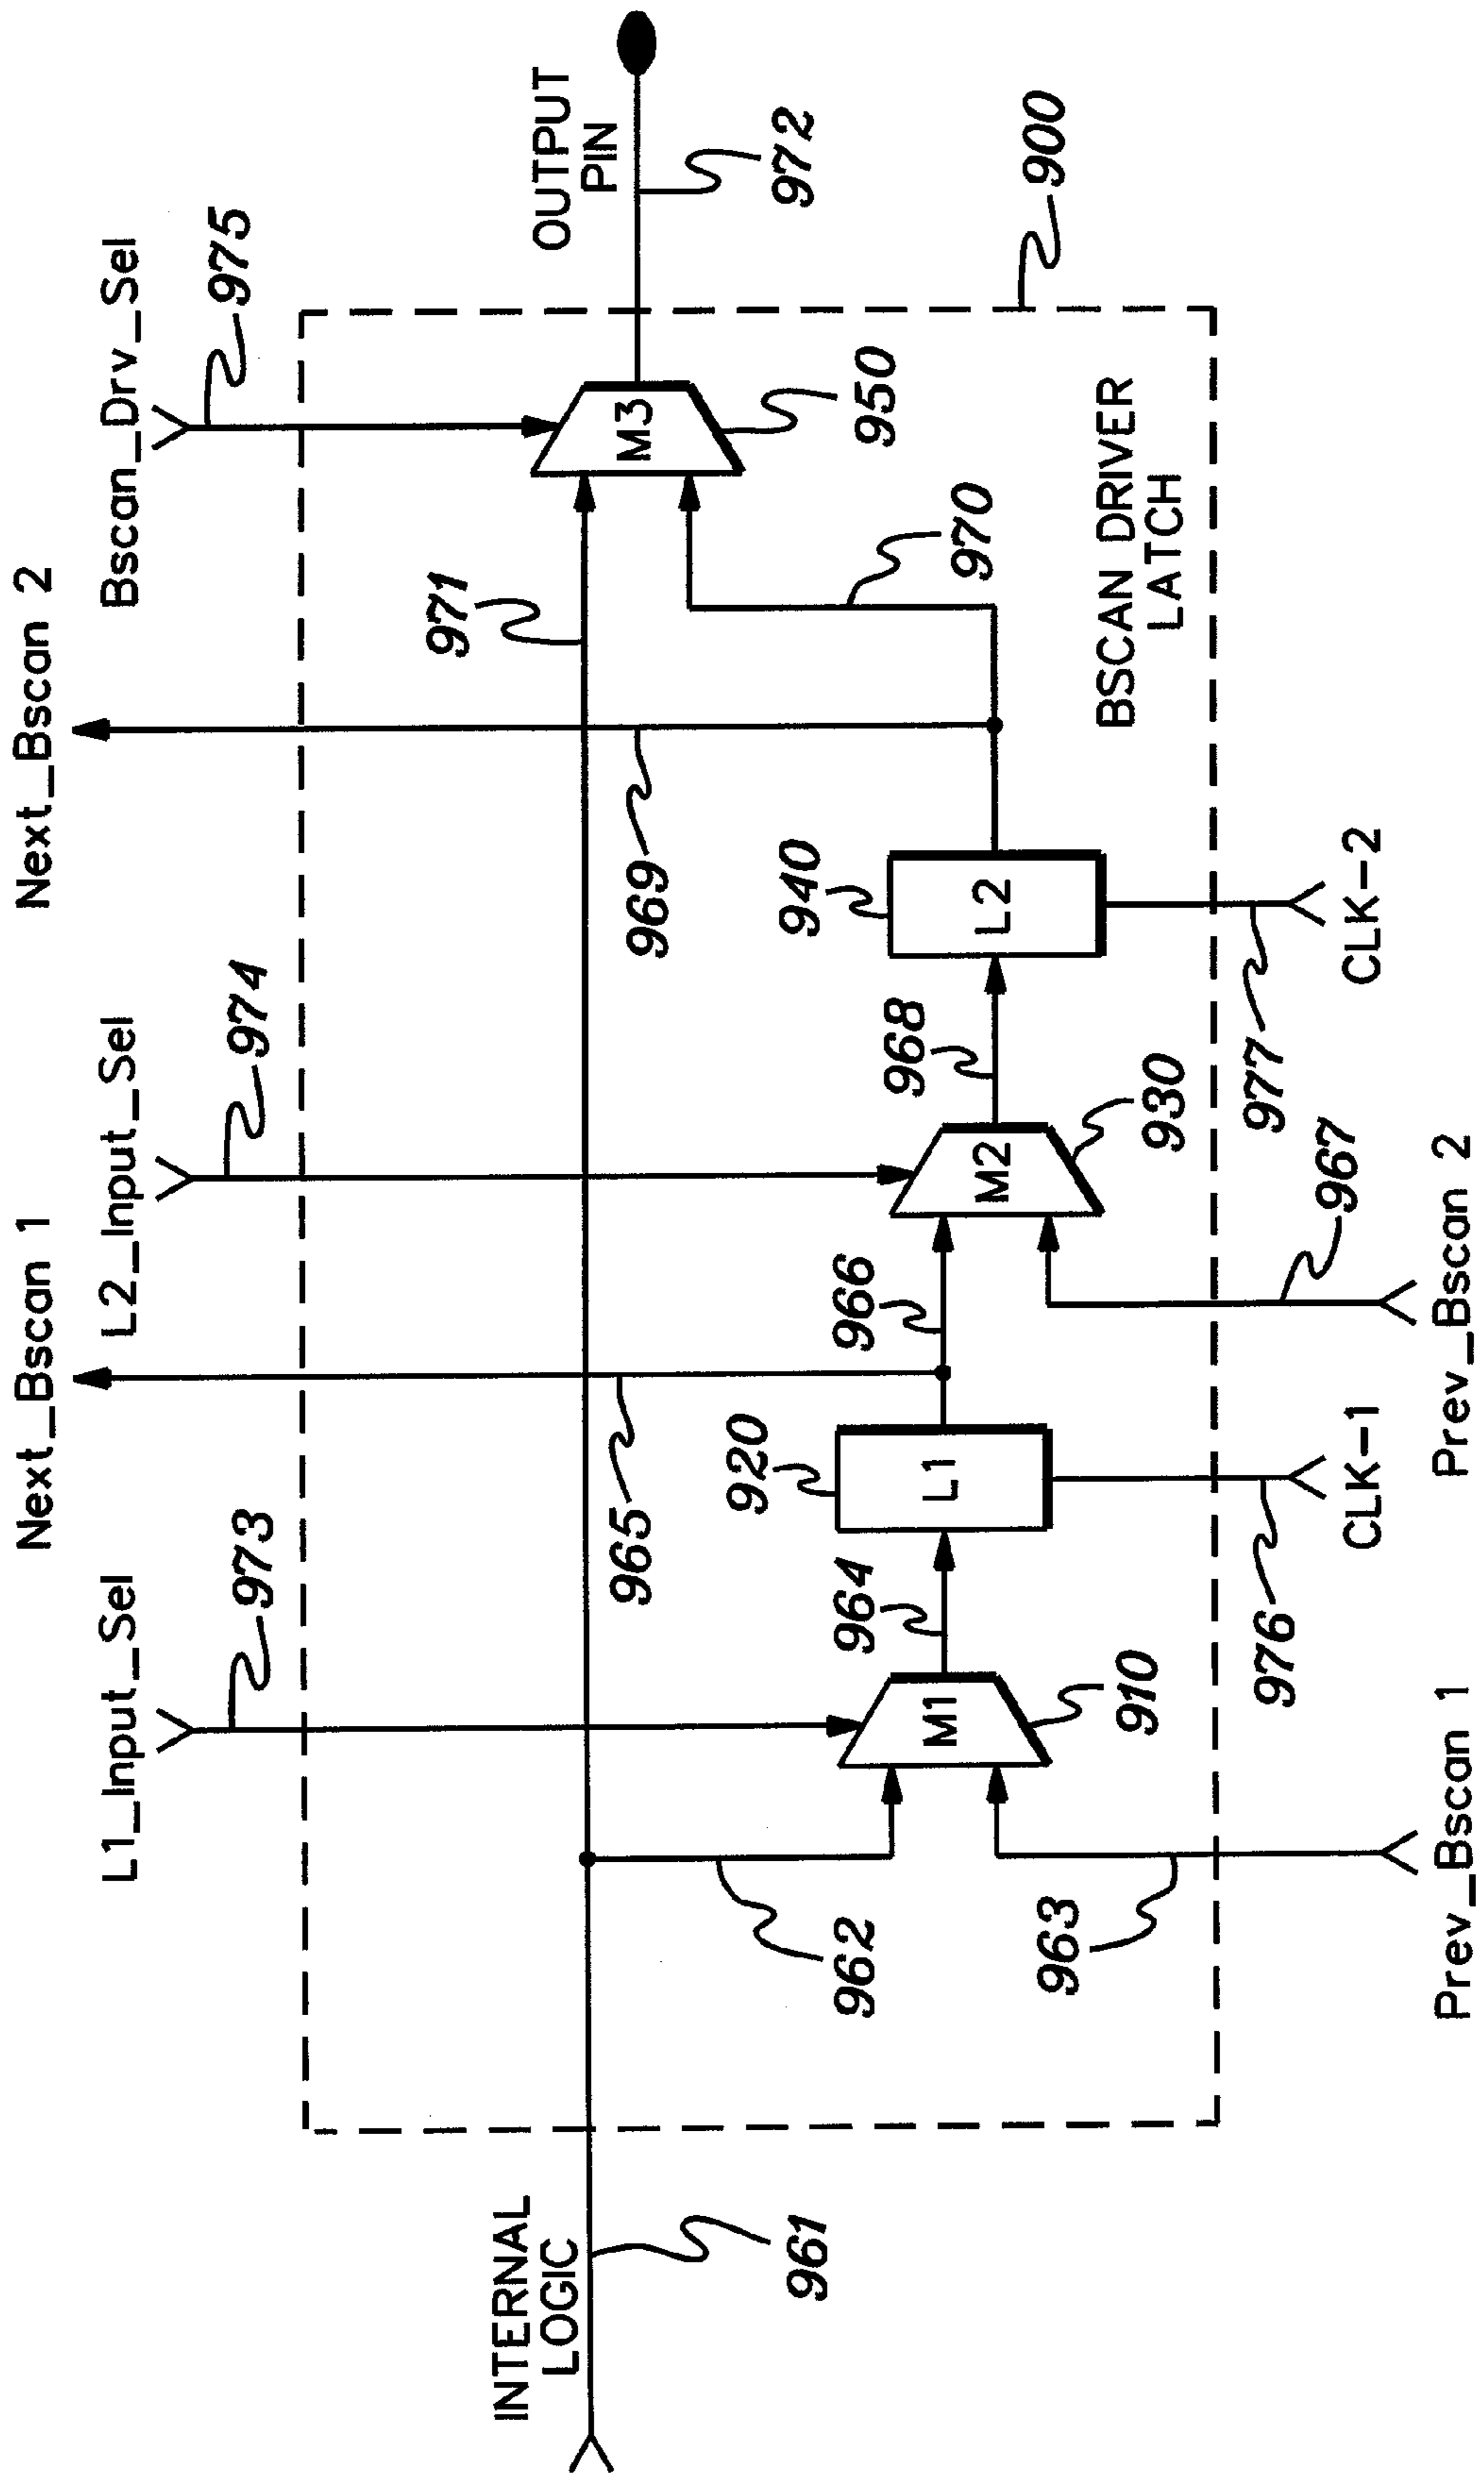 Next_Bscan 1
Next_Bscan 2
L1_Input_Sel
L2_Input_Sel
Bscan_Drv_Sel
973
974
975
INTERNAL
LOGIC
961
971
OUTPUT
PIN
972
965
969
M3
950
962
963
964
920
966
968
940
970
M1
910
L1
M2
930
L2
BSCAN DRIVER
LATCH
900
976
977
967
CLK-1
CLK-2
Prev_Bscan 1
Prev_Bscan 2